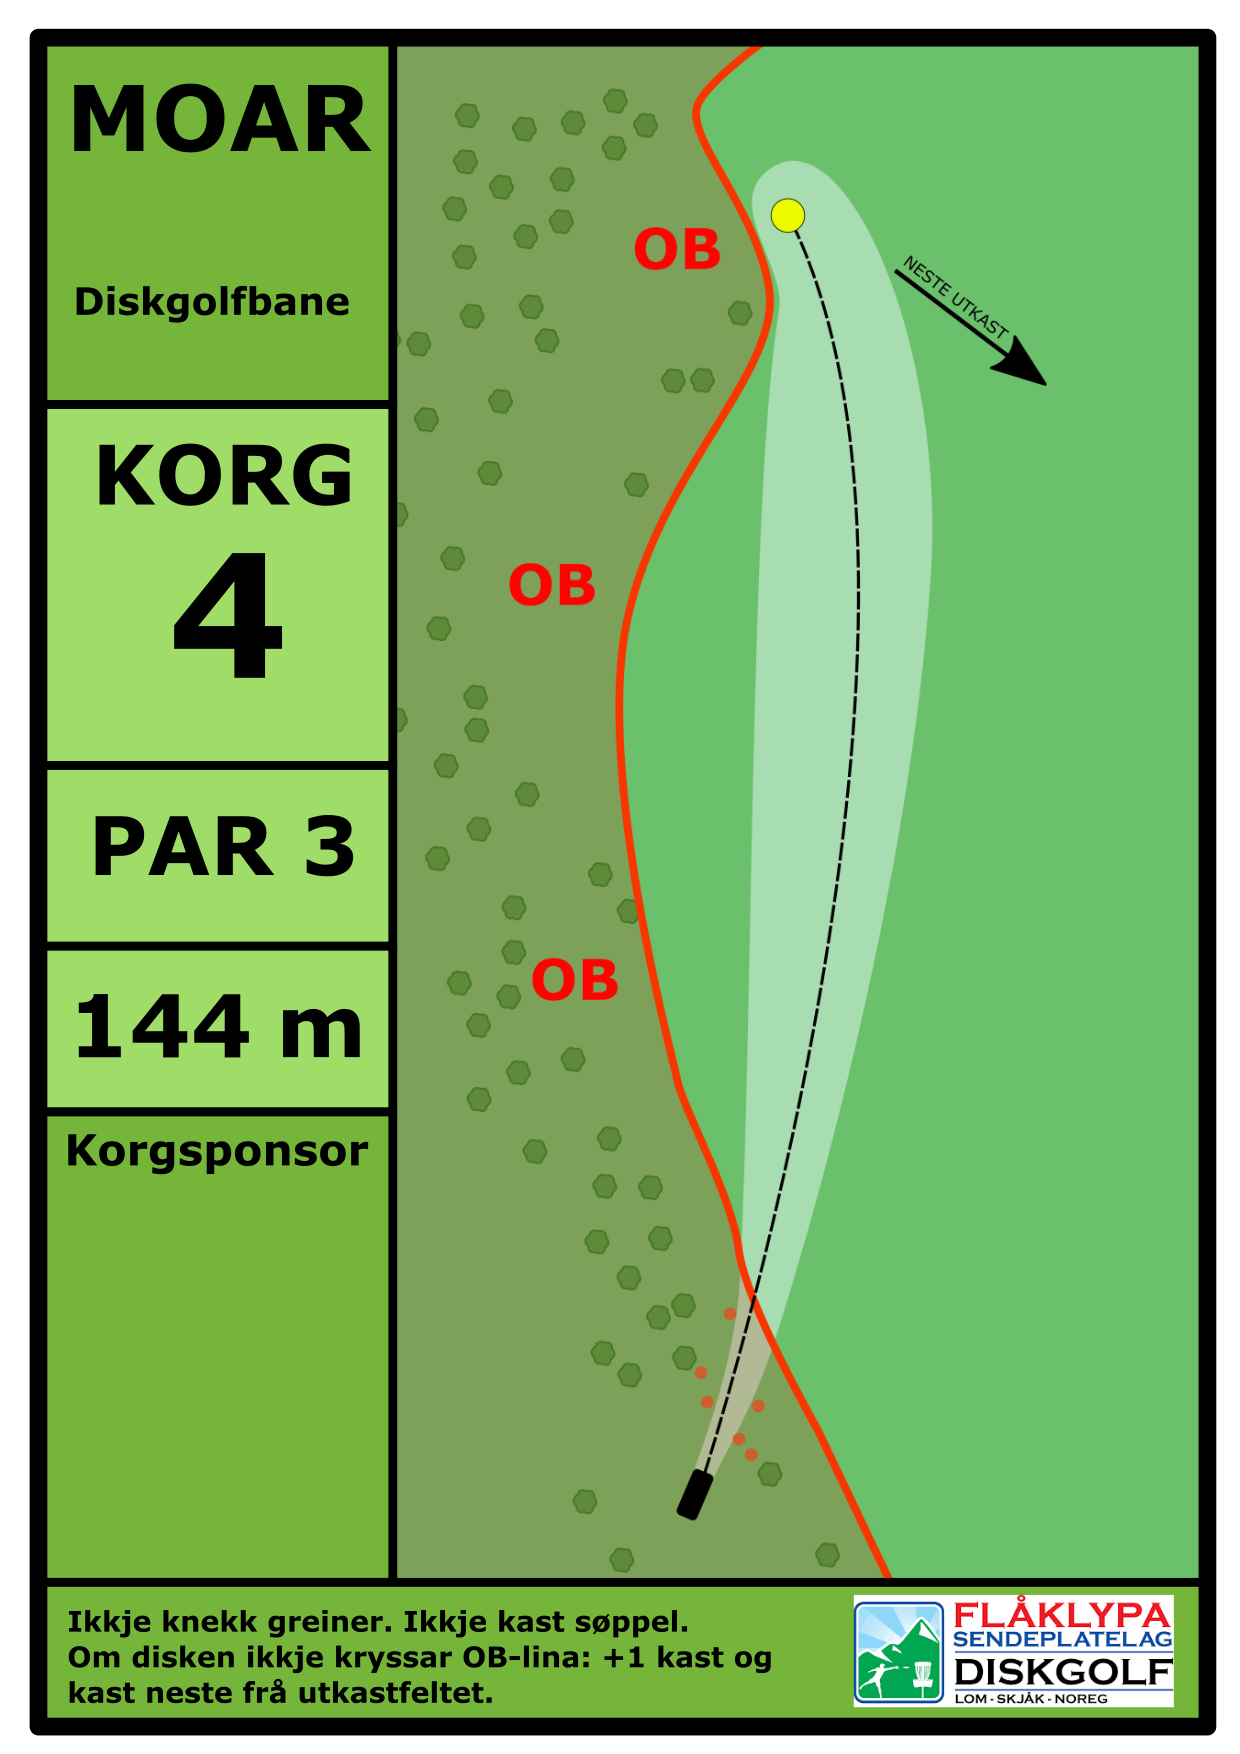 MOAR
Diskgolfbane
KORG
4
PAR 3
144 m
Korgsponsor
OB
NESTE UTKAST
OB
OB
Ikkje knekk greiner. Ikkje kast søppel.
Om disken ikkje kryssar OB-lina: +1 kast og
kast neste frå utkastfeltet.
FLÅKLYPA
SENDEPLATELAG
DISKGOLF
LOM - SKJÅK - NOREG